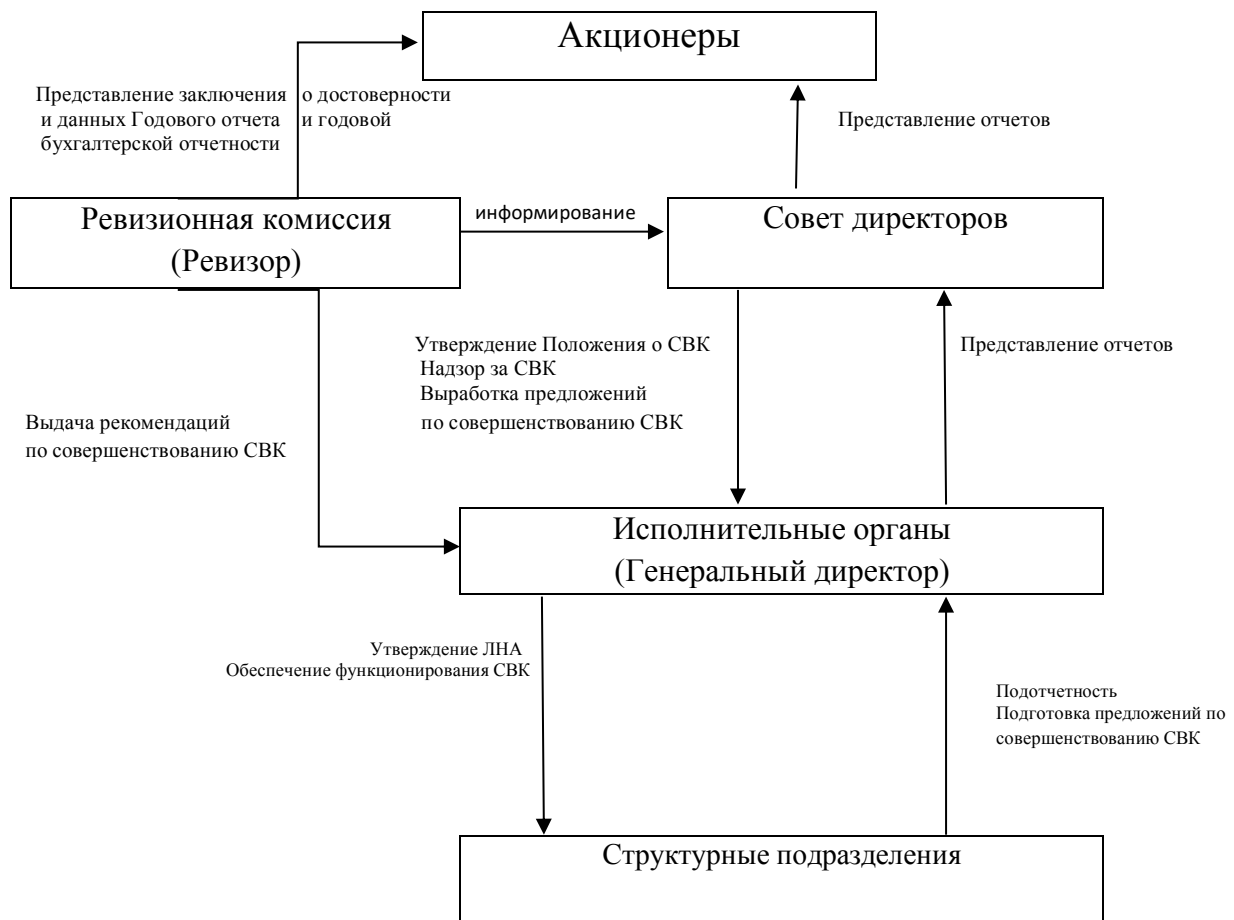 Акционеры
Представление заключения о достоверности
и данных Годового отчета и годовой
бухгалтерской отчетности
Представление отчетов
Ревизионная комиссия
(Ревизор)
информирование
Совет директоров
Утверждение Положения о СВК
Надзор за СВК
Выработка предложений
по совершенствованию СВК
Представление отчетов
Выдача рекомендаций
по совершенствованию СВК
Исполнительные органы
(Генеральный директор)
Утверждение ЛНА
Обеспечение функционирования СВК
Подотчетность
Подготовка предложений по
совершенствованию СВК
Структурные подразделения